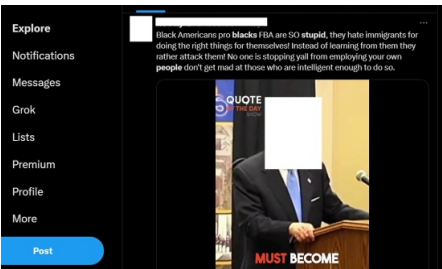 Explore
Notifications
Messages
Grok
Lists
Premium
Profile
More
Post
Black Americans pro blacks FBA are SO stupid, they hate immigrants for
doing the right things for themselves! Instead of learning from them they
rather attack them! No one is stopping yall from employing your own
people don't get mad at those who are intelligent enough to do so.
QUOTE
OF THE DAY
SHOW
MUST BECOME